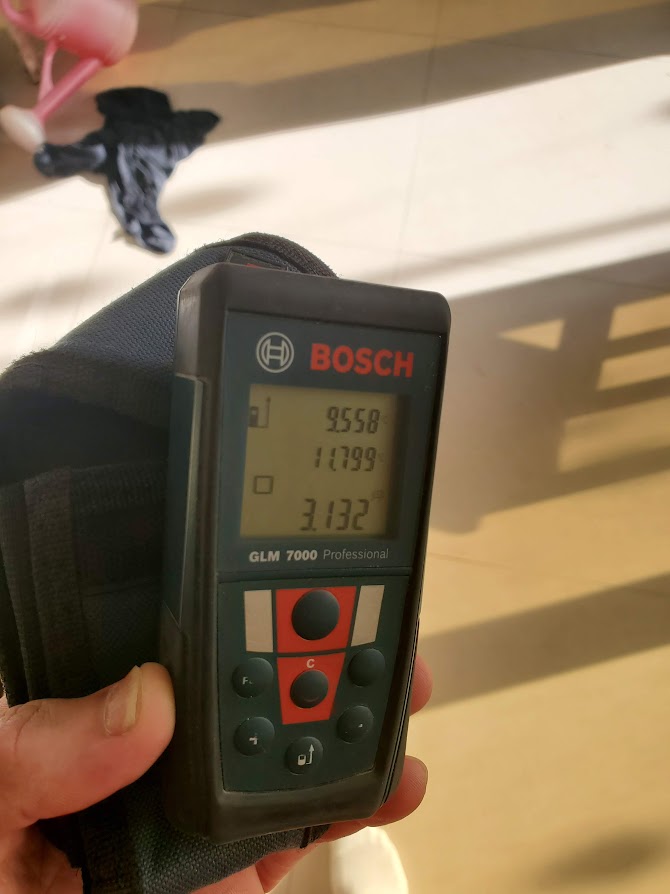 BOSCH
9.558
11.799
3.132
GLM 7000 Professional
C